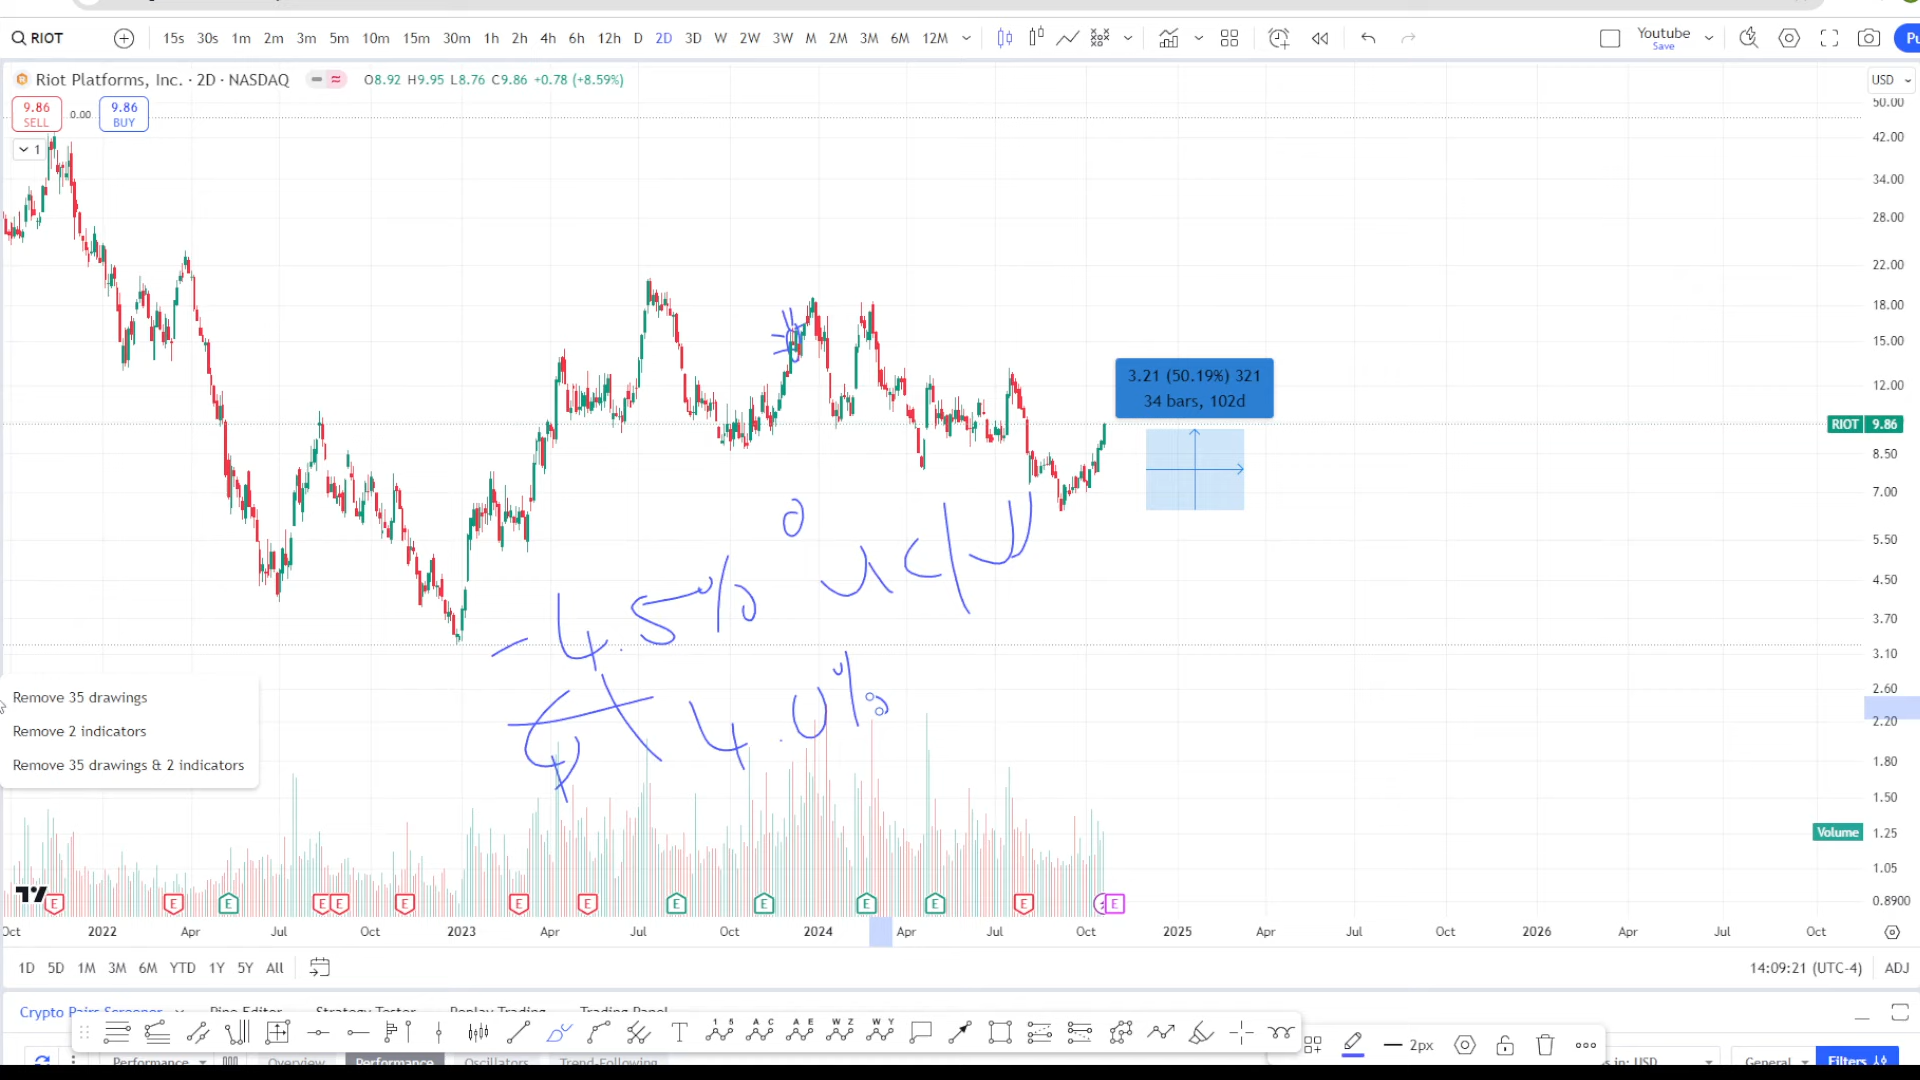 RIOT 15s 30s 1m 2m 3m 5m 10m 15m 30m 1h 2h 4h 6h 12h D 2D 3D W 2W 3W M 2M 3M 6M 12M Youtube
Save
Riot Platforms, Inc. · 2D · NASDAQ O8.92 H9.95 L8.76 C9.86 +0.78 (+8.59%)
USD
9.86 SELL 0.00 9.86 BUY
1
50.00
42.00
34.00
28.00
22.00
18.00
15.00
12.00
3.21 (50.19%) 321
34 bars, 102d
RIOT 9.86
8.50
7.00
5.50
4.50
3.70
3.10
2.60
2.20
1.80
1.50
Volume 1.25
1.05
0.8900
-4.5%
4.0%
Remove 35 drawings
Remove 2 indicators
Remove 35 drawings & 2 indicators
E E E E E E E E E E E E E E
Oct 2022 Apr Jul Oct 2023 Apr Jul Oct 2024 Apr Jul Oct 2025 Apr Jul Oct 2026 Apr Jul Oct
1D 5D 1M 3M 6M YTD 1Y 5Y All 14:09:21 (UTC-4) ADJ
Crypto Pairs Screener Pine Editor Strategy Tester Replay Trading Trading Panel
2px
Performance Overview Performance Oscillators Trend-Following s in: USD General Filters